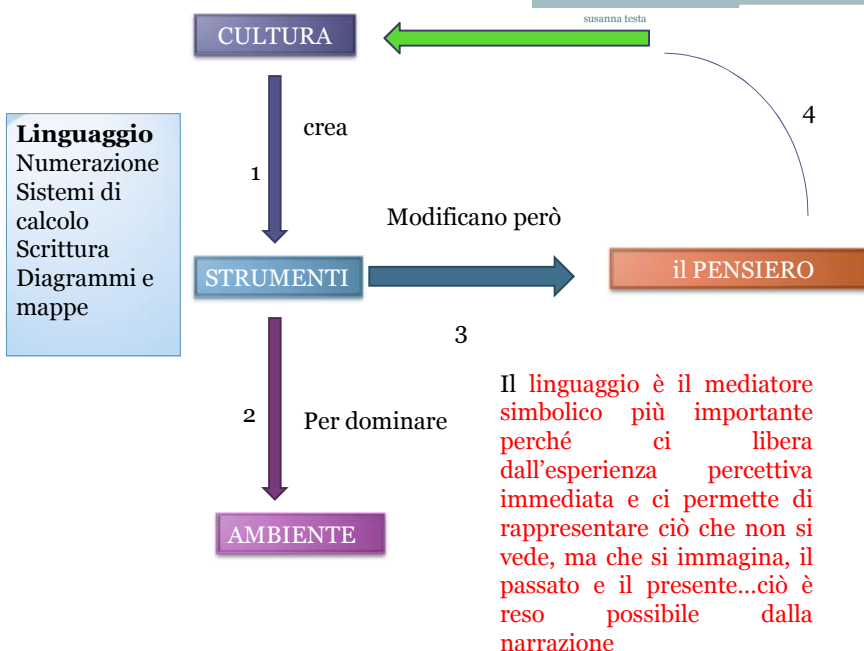 susanna testa
CULTURA
4
crea
Linguaggio
Numerazione
Sistemi di
calcolo
Scrittura
Diagrammi e
mappe
1
Modificano però
STRUMENTI
il PENSIERO
3
2
Per dominare
AMBIENTE
Il linguaggio è il mediatore
simbolico più importante
perché ci libera
dall’esperienza percettiva
immediata e ci permette di
rappresentare ciò che non si
vede, ma che si immagina, il
passato e il presente...ciò è
reso possibile dalla
narrazione